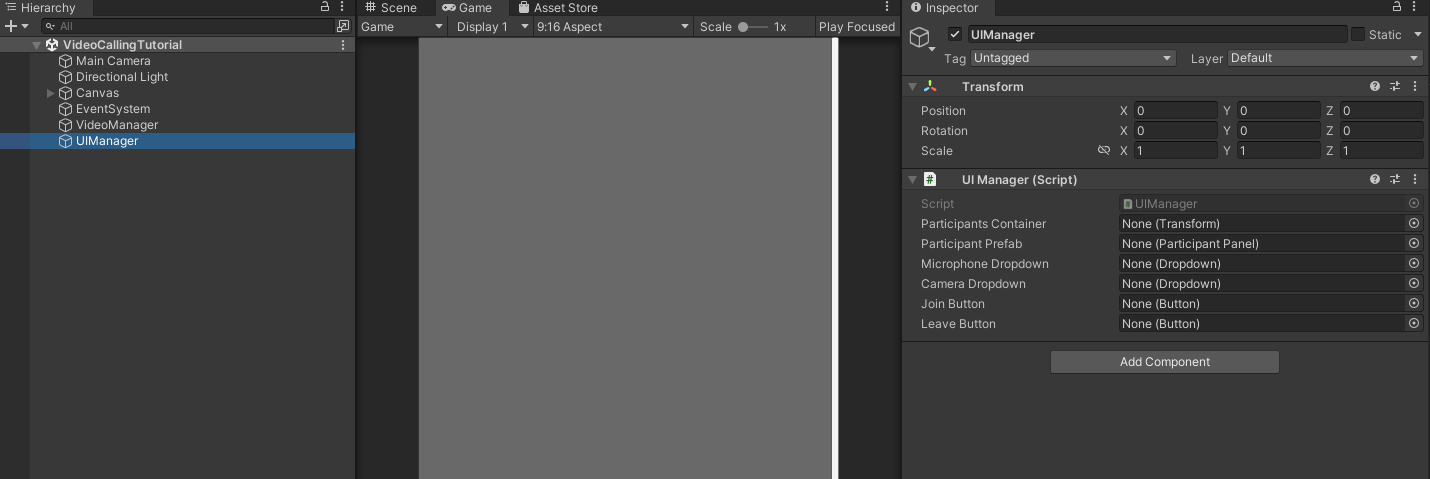 Hierarchy
All
VideoCallingTutorial
Main Camera
Directional Light
Canvas
EventSystem
VideoManager
UIManager
Scene
Game
Asset Store
Game
Display 1
9:16 Aspect
Scale
1x
Play Focused
Inspector
UIManager
Static
Tag
Untagged
Layer
Default
Transform
Position X 0 Y 0 Z 0
Rotation X 0 Y 0 Z 0
Scale X 1 Y 1 Z 1
UI Manager (Script)
Script UIManager
Participants Container None (Transform)
Participant Prefab None (Participant Panel)
Microphone Dropdown None (Dropdown)
Camera Dropdown None (Dropdown)
Join Button None (Button)
Leave Button None (Button)
Add Component